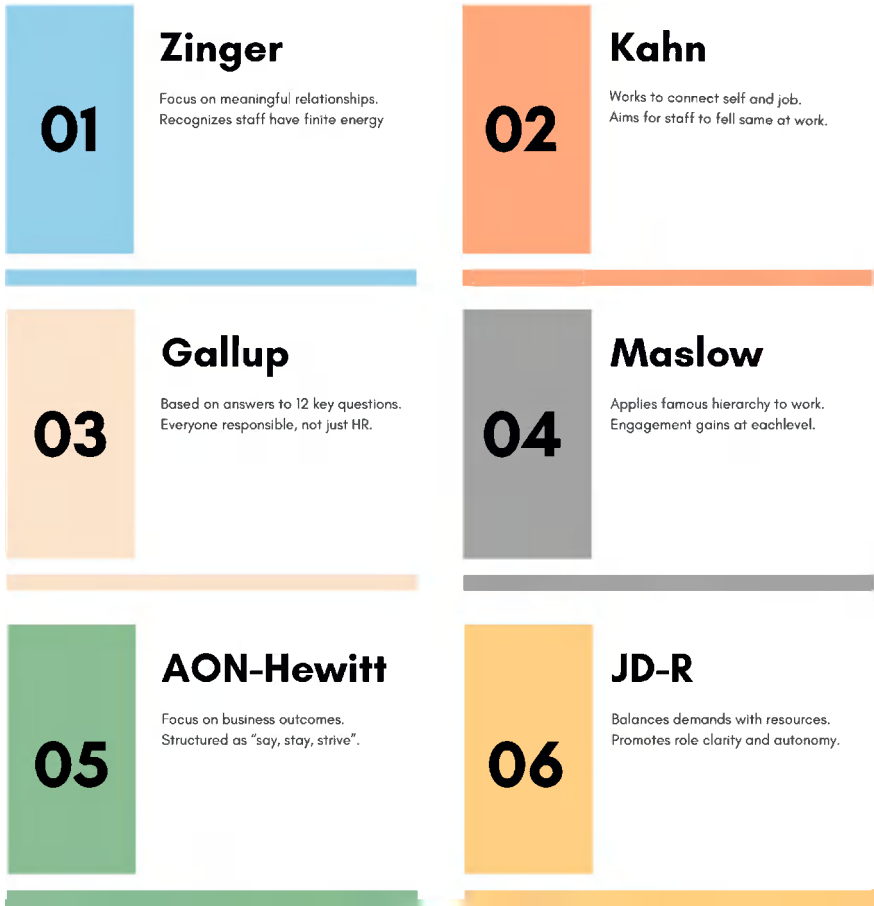 01
Zinger
Focus on meaningful relationships.
Recognizes staff have finite energy
02
Kahn
Works to connect self and job.
Aims for staff to fell same at work.
03
Gallup
Based on answers to 12 key questions.
Everyone responsible, not just HR.
04
Maslow
Applies famous hierarchy to work.
Engagement gains at eachlevel.
05
AON-Hewitt
Focus on business outcomes.
Structured as “say, stay, strive”.
06
JD-R
Balances demands with resources.
Promotes role clarity and autonomy.